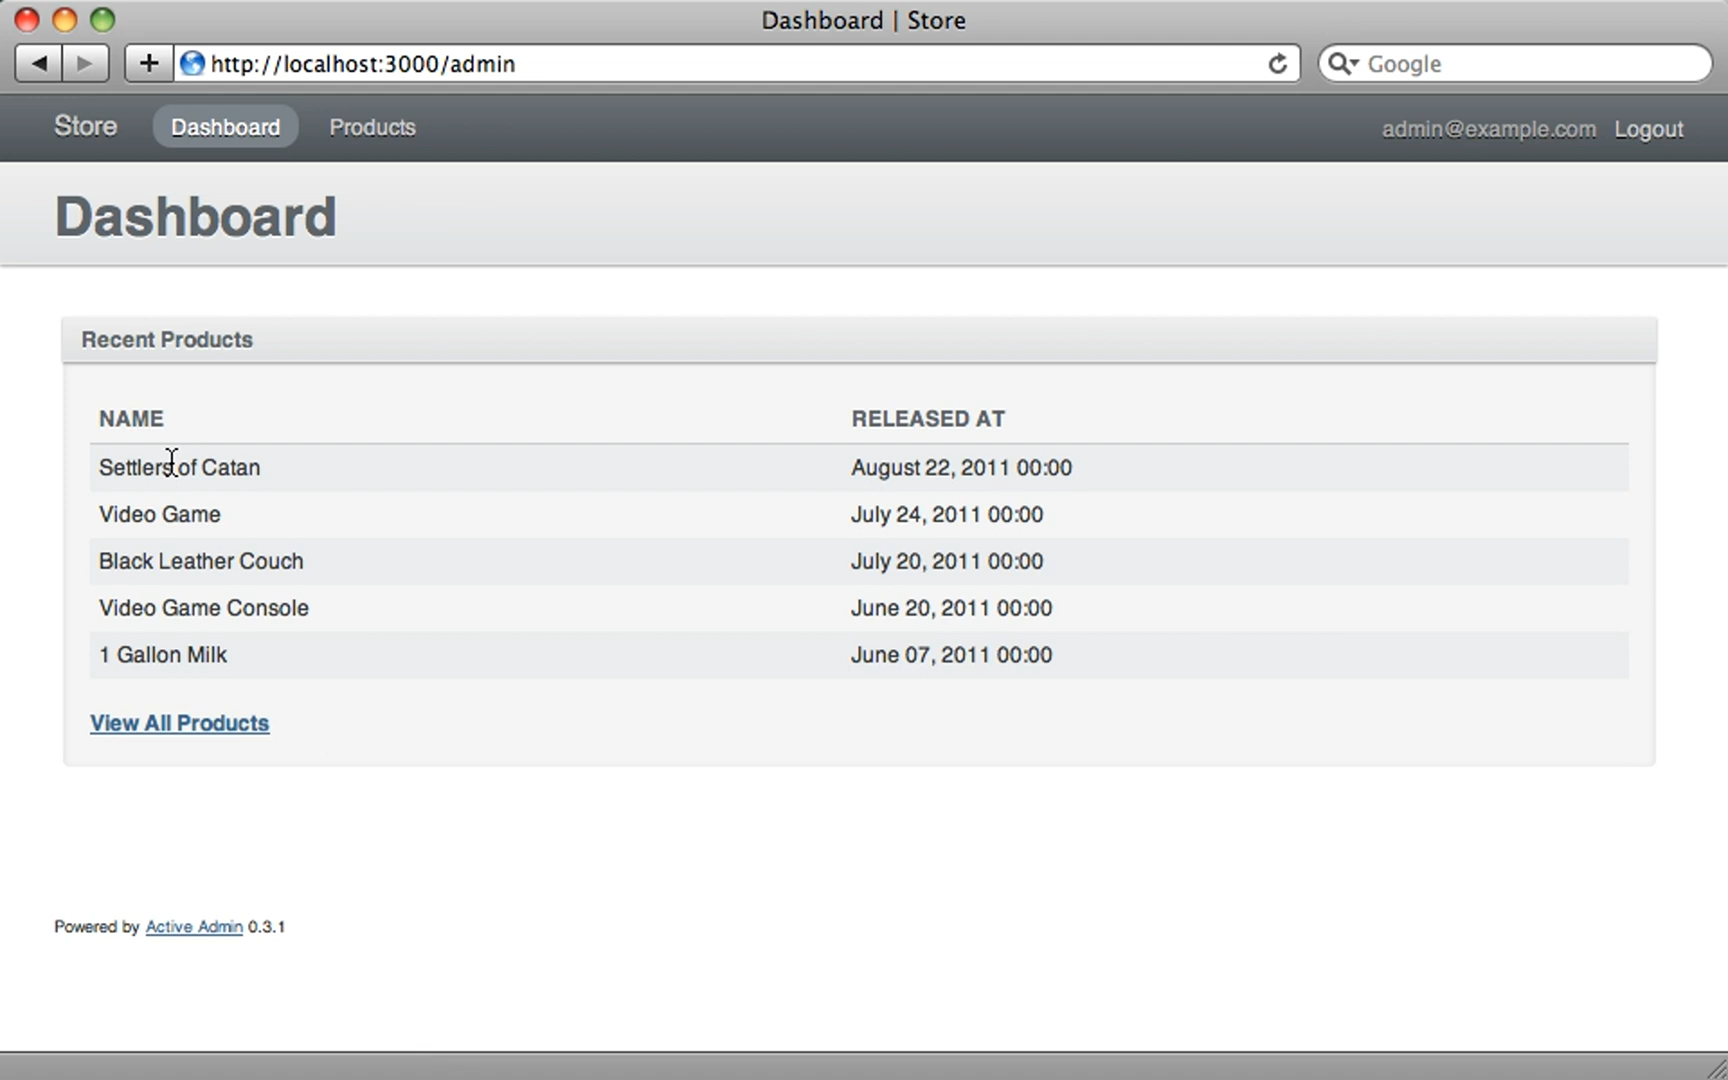 Dashboard | Store
http://localhost:3000/admin
Google
Store Dashboard Products admin@example.com Logout
Dashboard
Recent Products
NAME RELEASED AT
Settlers of Catan August 22, 2011 00:00
Video Game July 24, 2011 00:00
Black Leather Couch July 20, 2011 00:00
Video Game Console June 20, 2011 00:00
1 Gallon Milk June 07, 2011 00:00
View All Products
Powered by Active Admin 0.3.1